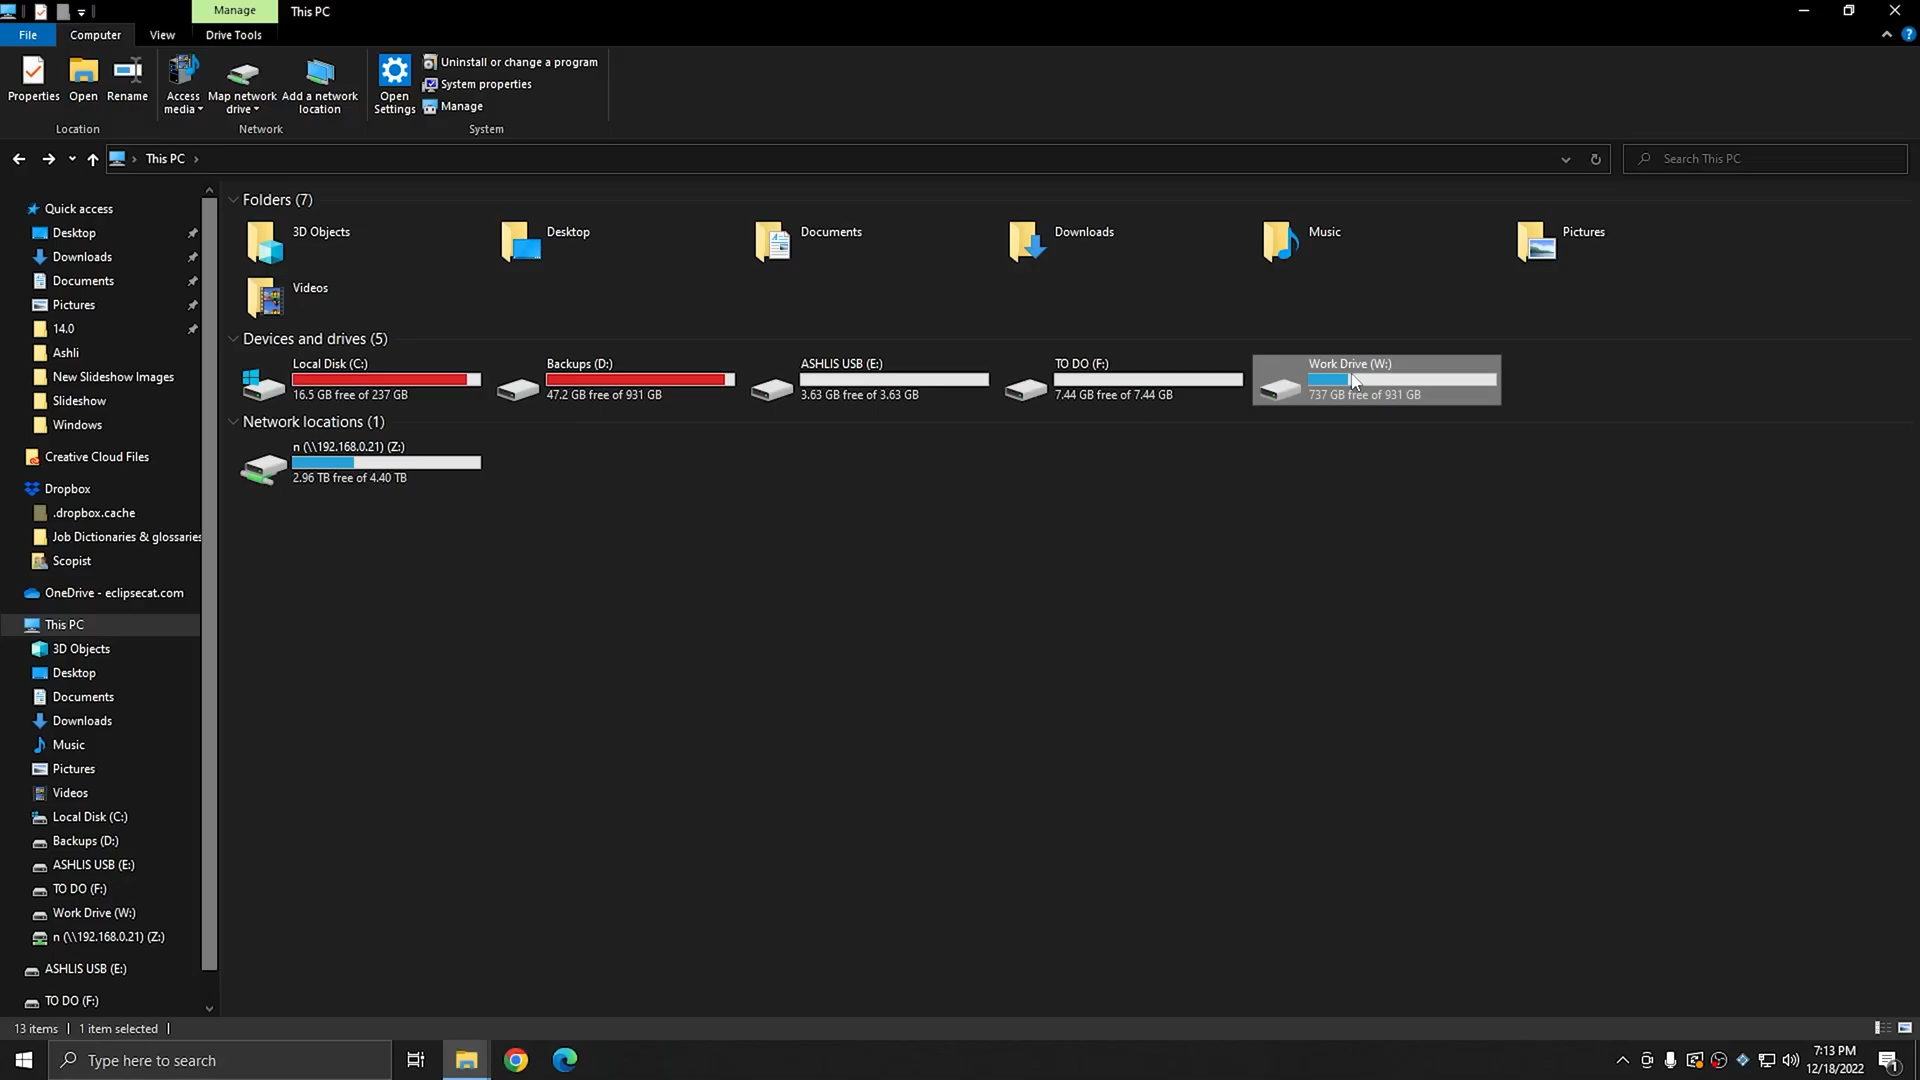 Manage
This PC
File
Computer
View
Drive Tools
Properties
Open
Rename
Access media
Map network drive
Add a network location
Open Settings
Uninstall or change a program
System properties
Manage
Location
Network
System
This PC
Search This PC
Quick access
Desktop
Downloads
Documents
Pictures
14.0
Ashli
New Slideshow Images
Slideshow
Windows
Creative Cloud Files
Dropbox
.dropbox.cache
Job Dictionaries & glossaries
Scopist
OneDrive - eclipsecat.com
This PC
3D Objects
Desktop
Documents
Downloads
Music
Pictures
Videos
Local Disk (C:)
Backups (D:)
ASHLIS USB (E:)
TO DO (F:)
Work Drive (W:)
n (\\192.168.0.21) (Z:)
ASHLIS USB (E:)
TO DO (F:)
Folders (7)
3D Objects
Desktop
Documents
Downloads
Music
Pictures
Videos
Devices and drives (5)
Local Disk (C:)
16.5 GB free of 237 GB
Backups (D:)
47.2 GB free of 931 GB
ASHLIS USB (E:)
3.63 GB free of 3.63 GB
TO DO (F:)
7.44 GB free of 7.44 GB
Work Drive (W:)
737 GB free of 931 GB
Network locations (1)
n (\\192.168.0.21) (Z:)
2.96 TB free of 4.40 TB
13 items
1 item selected
Type here to search
7:13 PM
12/18/2022
1